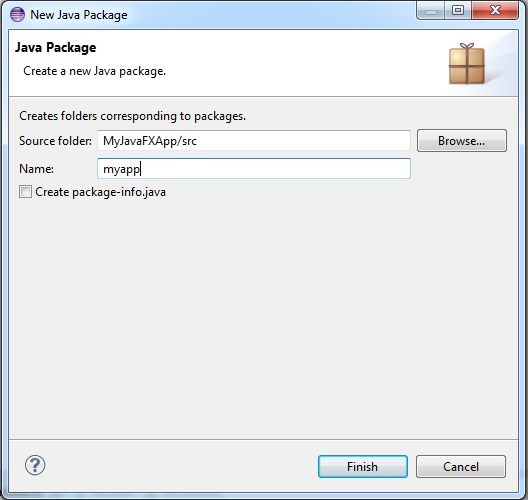 New Java Package
Java Package
Create a new Java package.
Creates folders corresponding to packages.
Source folder: MyJavaFXApp/src Browse...
Name: myapp
Create package-info.java
? Finish Cancel